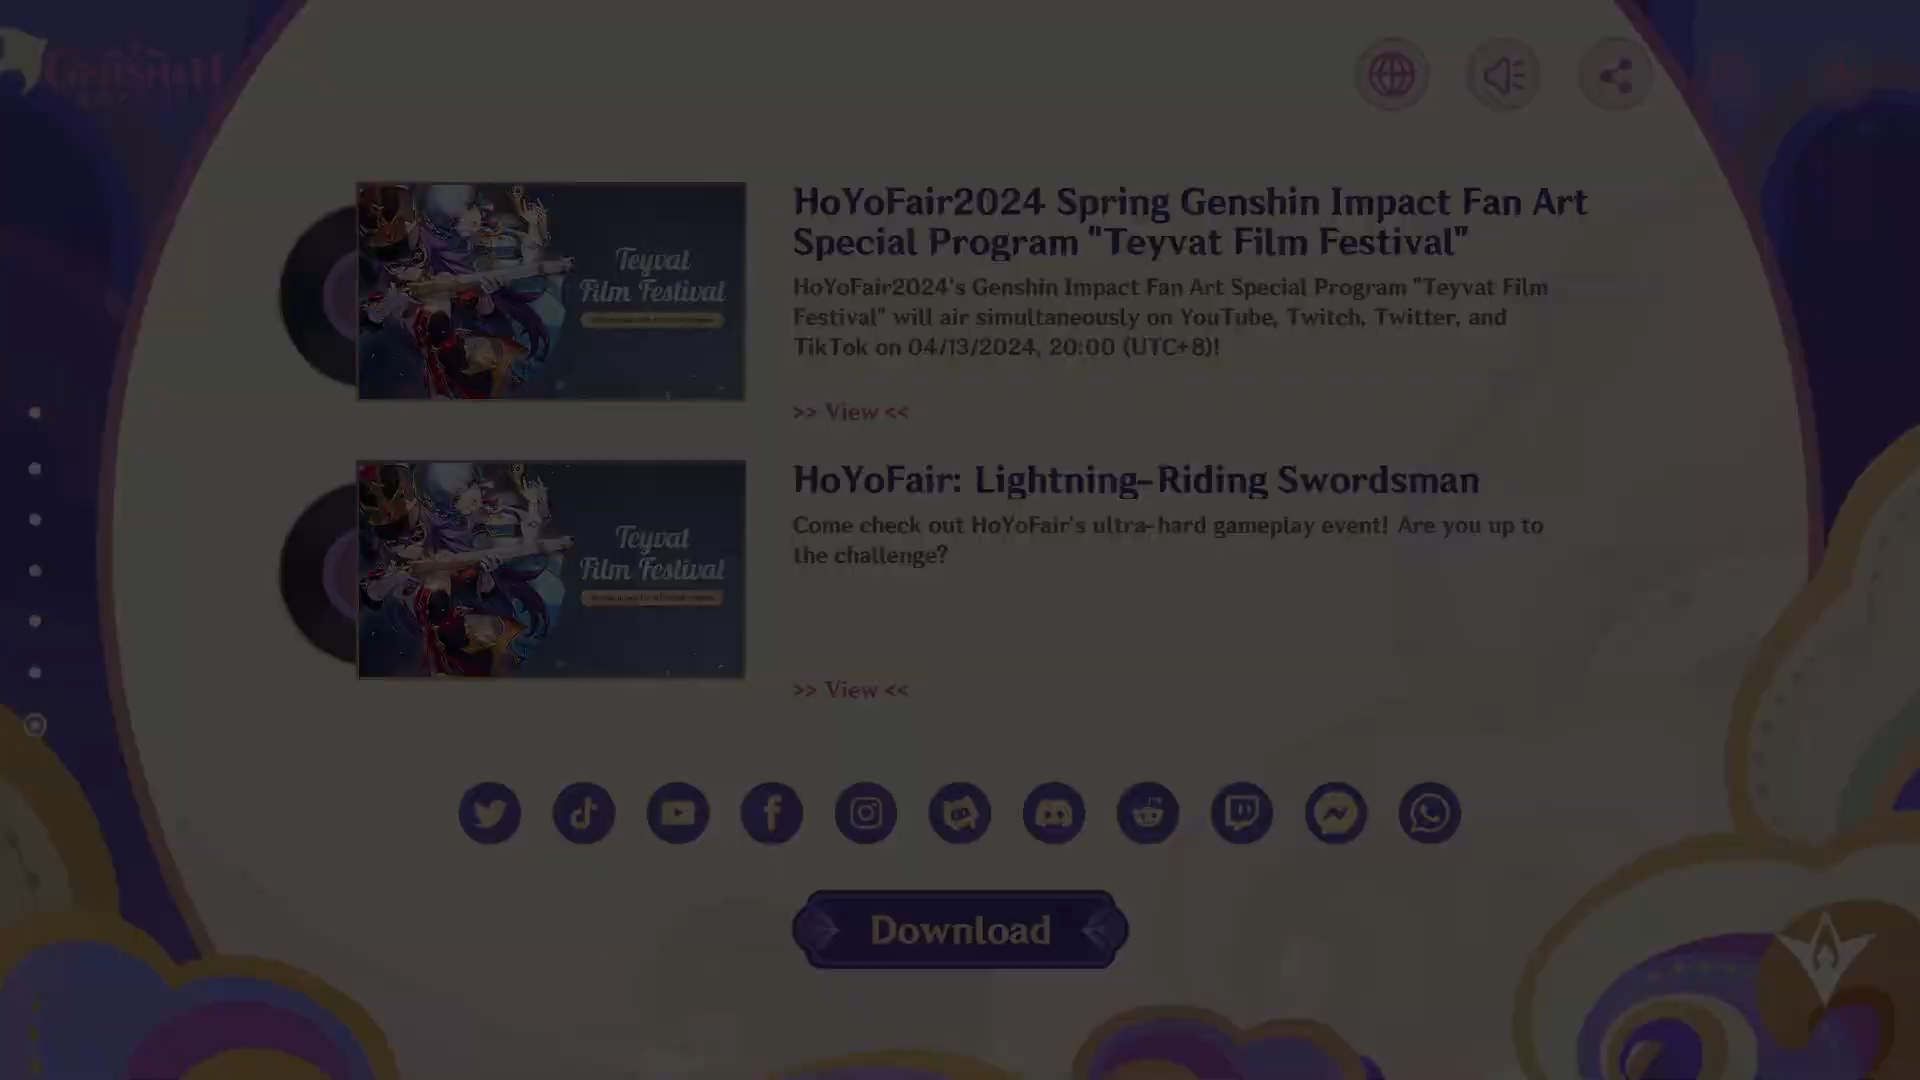 GENSHIN
HoYoFair2024 Spring Genshin Impact Fan Art
Special Program "Teyvat Film Festival"
HoYoFair2024's Genshin Impact Fan Art Special Program "Teyvat Film
Festival" will air simultaneously on YouTube, Twitch, Twitter, and
TikTok on 04/13/2024, 20:00 (UTC+8)!
>> View <<
Teyvat
Film Festival
HoYoFair: Lightning-Riding Swordsman
Come check out HoYoFair's ultra-hard gameplay event! Are you up to
the challenge?
>> View <<
Teyvat
Film Festival
Download